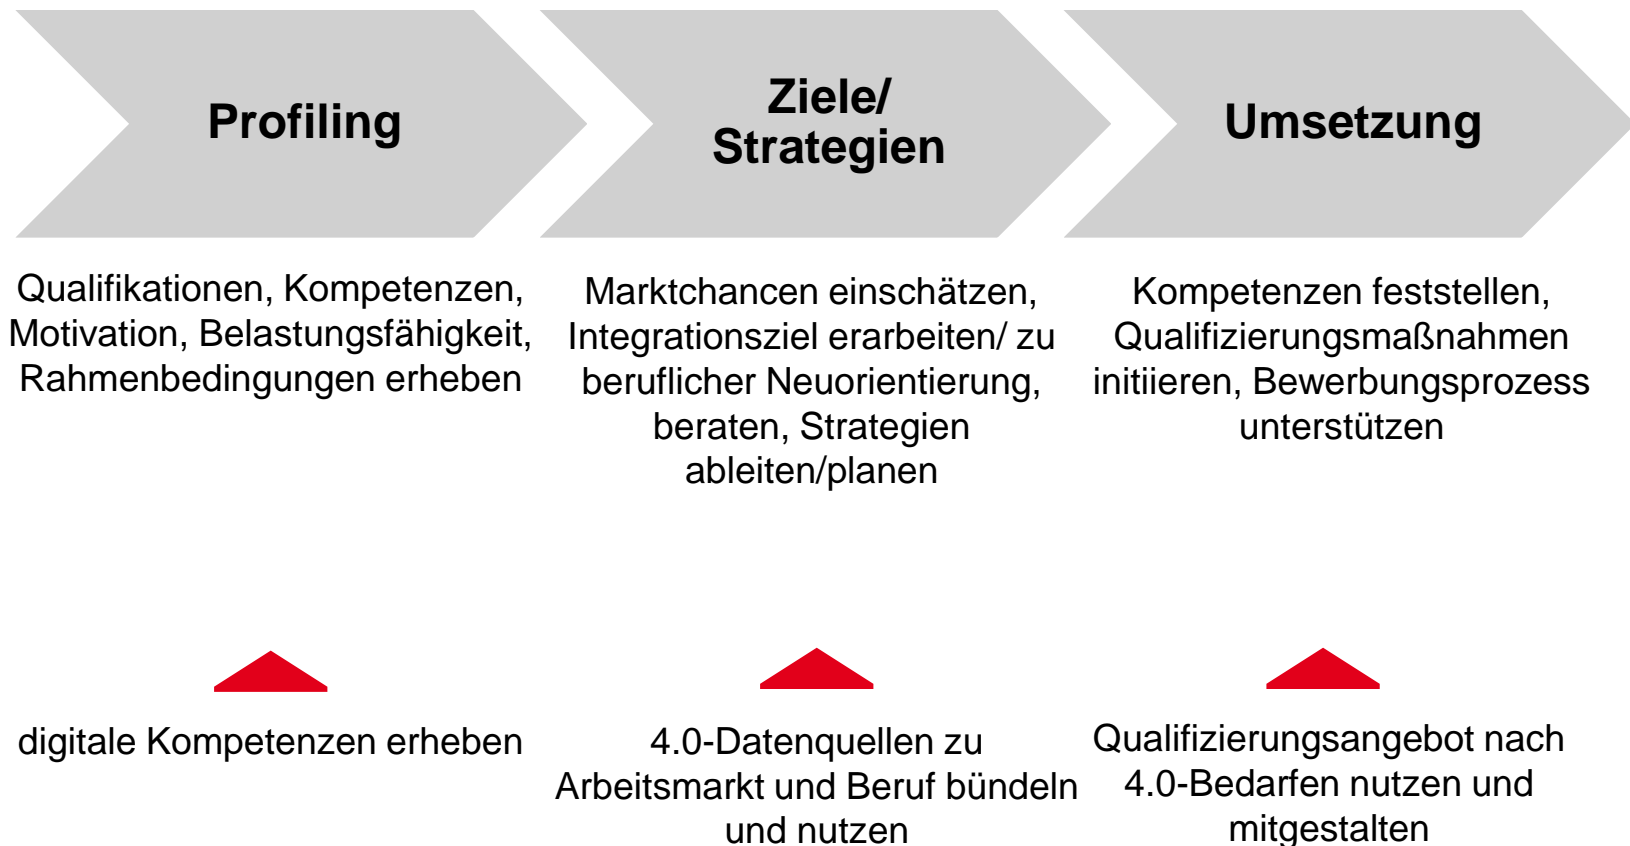 Profiling
Ziele/
Strategien
Umsetzung
Qualifikationen, Kompetenzen,
Motivation, Belastungsfähigkeit,
Rahmenbedingungen erheben
Marktchancen einschätzen,
Integrationsziel erarbeiten/ zu
beruflicher Neuorientierung,
beraten, Strategien
ableiten/planen
Kompetenzen feststellen,
Qualifizierungsmaßnahmen
initiieren, Bewerbungsprozess
unterstützen
digitale Kompetenzen erheben
4.0-Datenquellen zu
Arbeitsmarkt und Beruf bündeln
und nutzen
Qualifizierungsangebot nach
4.0-Bedarfen nutzen und
mitgestalten